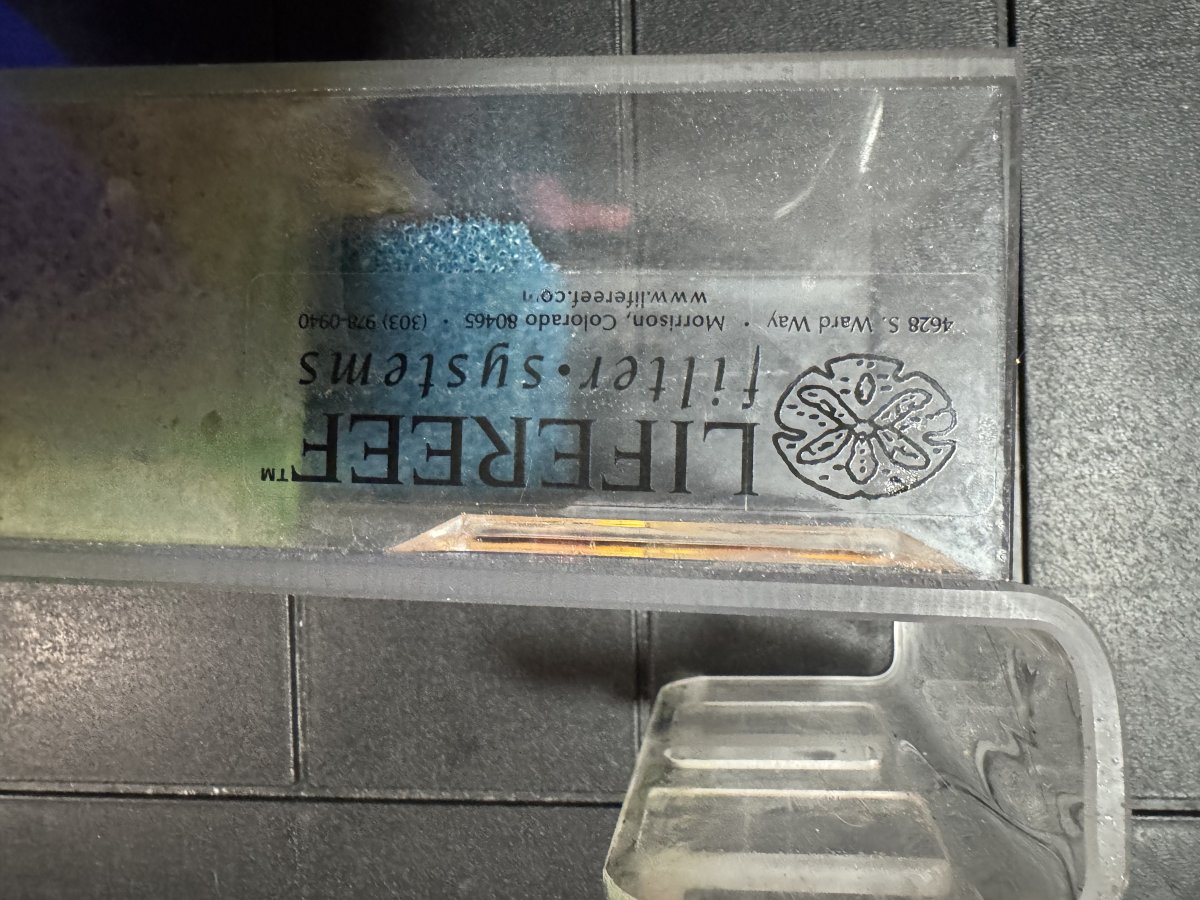 LIFEREEF™
filter•systems
4628 S. Ward Way • Morrison, Colorado 80465 • (303) 978-0940
www.lifereef.com